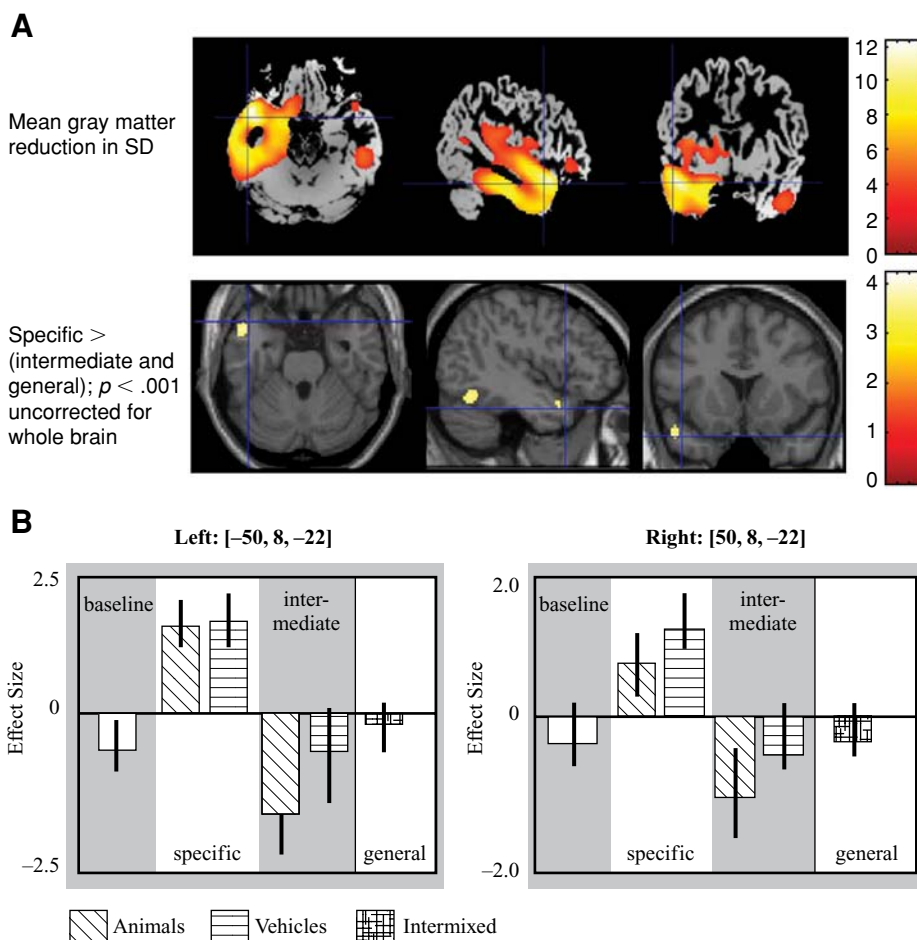 A
Mean gray matter
reduction in SD
12
10
8
6
4
2
0
Specific >
(intermediate and
general); p < .001
uncorrected for
whole brain
4
3
2
1
0
B
Left: [–50, 8, –22]
2.5
0
–2.5
Effect Size
baseline
inter-
mediate
specific
general
Right: [50, 8, –22]
2.0
0
–2.0
Effect Size
baseline
inter-
mediate
specific
general
Animals
Vehicles
Intermixed